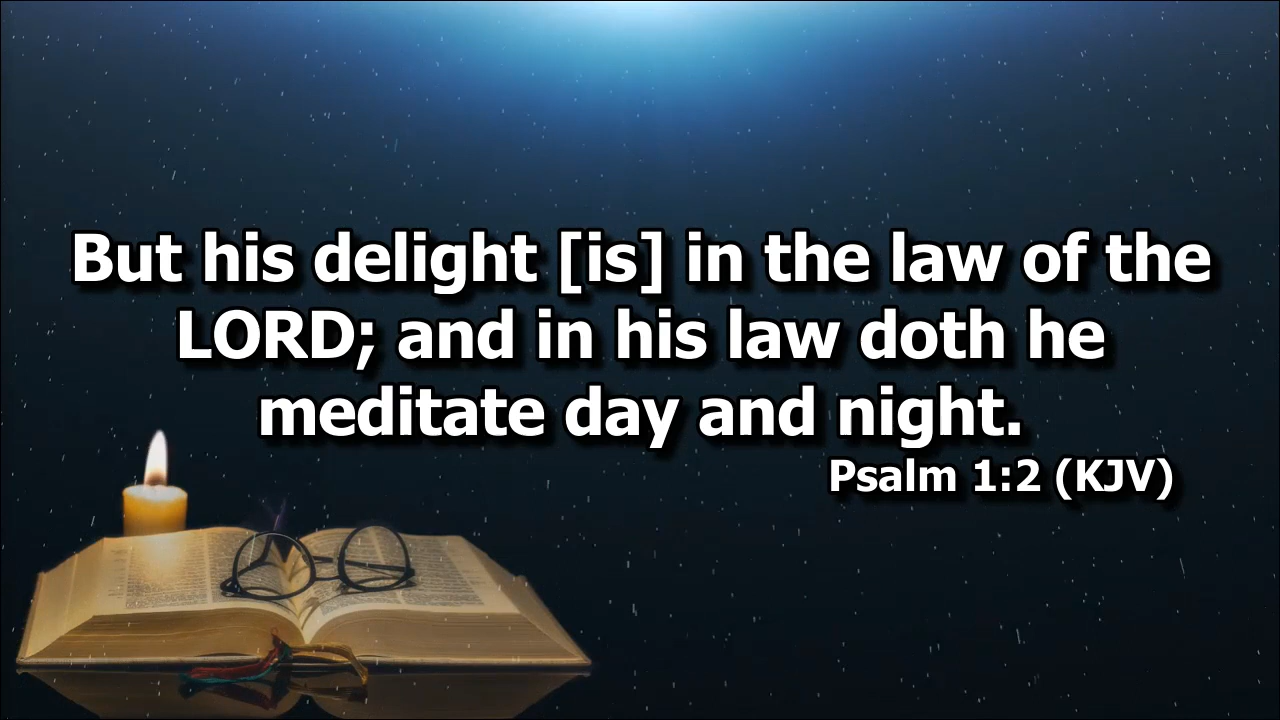 But his delight [is] in the law of the
LORD; and in his law doth he
meditate day and night.
Psalm 1:2 (KJV)